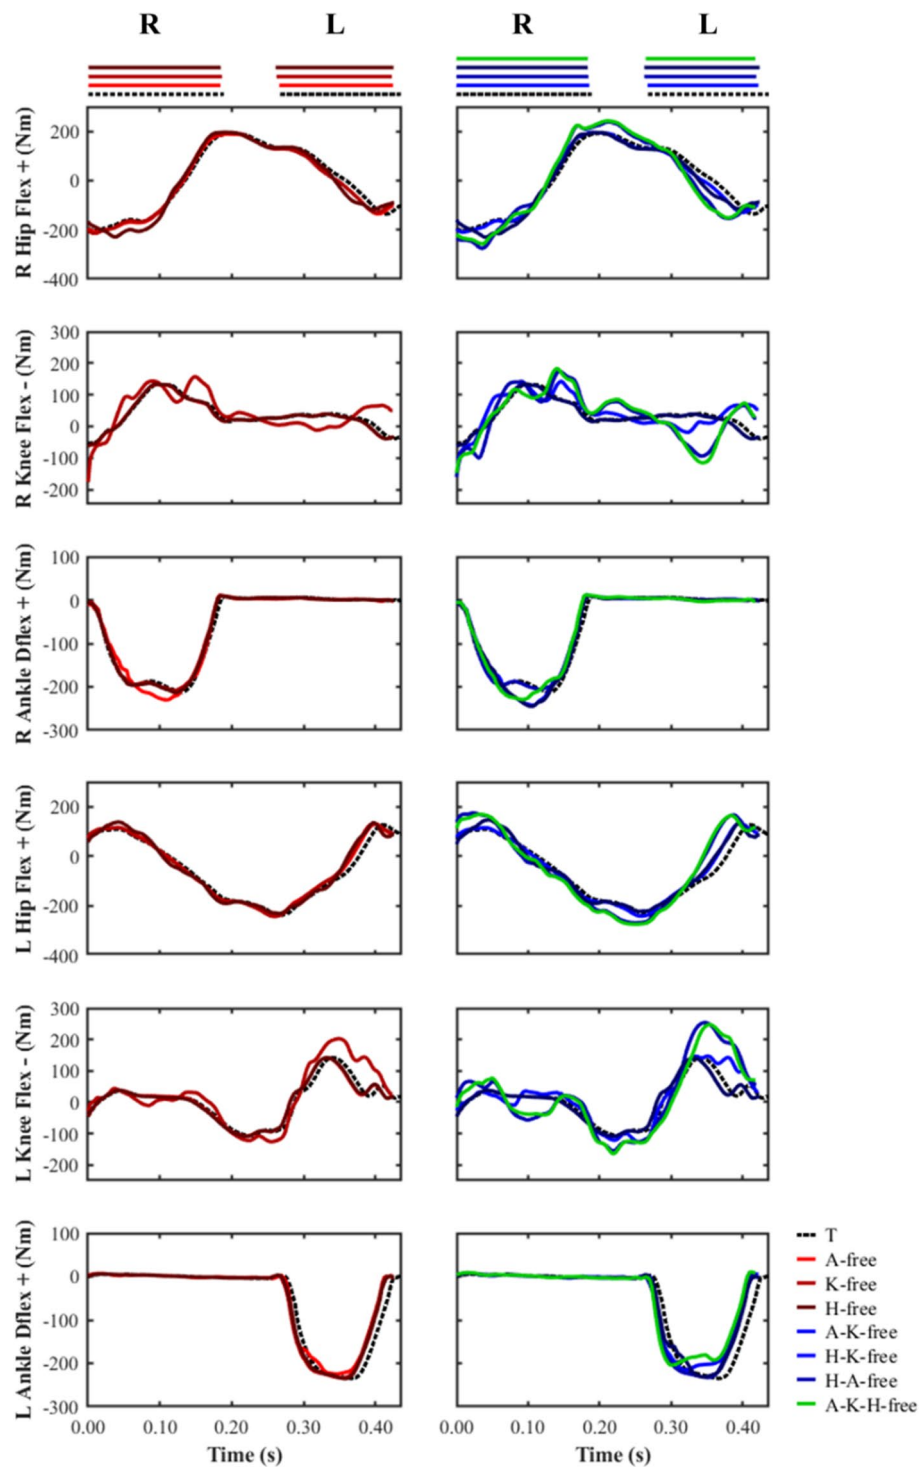 R L R L
R Hip Flex + (Nm)
200
0
-200
-400
R Knee Flex - (Nm)
300
200
100
0
-100
-200
R Ankle Dflex + (Nm)
100
0
-100
-200
-300
L Hip Flex + (Nm)
200
0
-200
-400
L Knee Flex - (Nm)
300
200
100
0
-100
-200
L Ankle Dflex + (Nm)
100
0
-100
-200
-300
0.00 0.10 0.20 0.30 0.40 0.00 0.10 0.20 0.30 0.40
Time (s) Time (s)
T
A-free
K-free
H-free
A-K-free
H-K-free
H-A-free
A-K-H-free